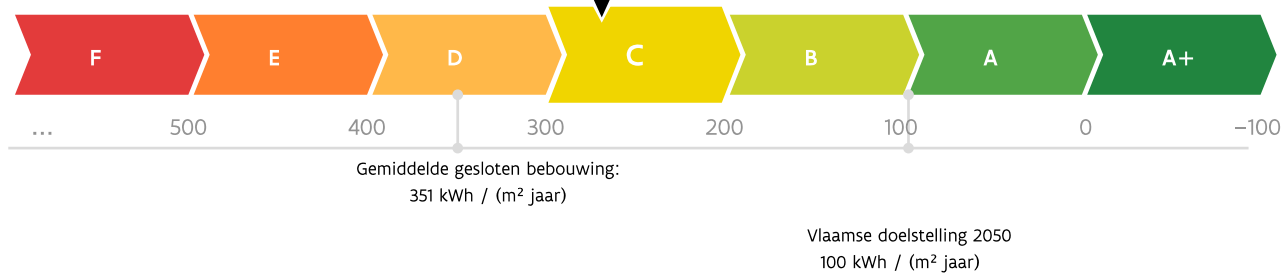 F E D C B A A+
... 500 400 300 200 100 0 −100
Gemiddelde gesloten bebouwing:
351 kWh / (m² jaar)
Vlaamse doelstelling 2050
100 kWh / (m² jaar)